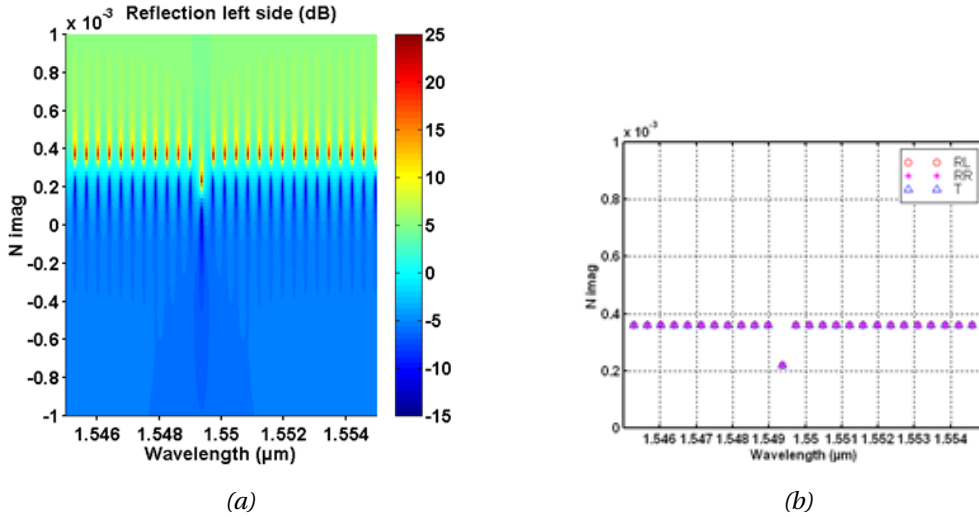 x 10⁻³ Reflection left side (dB)
1
0.8
0.6
0.4
0.2
0
-0.2
-0.4
-0.6
-0.8
-1
N imag
1.546 1.548 1.55 1.552 1.554
Wavelength (μm)
25
20
15
10
5
0
-5
-10
-15
(a)
x 10⁻³
1
0.8
0.6
0.4
0.2
0
N imag
RL
RR
T
1.546 1.547 1.548 1.549 1.55 1.551 1.552 1.553 1.554
Wavelength (μm)
(b)